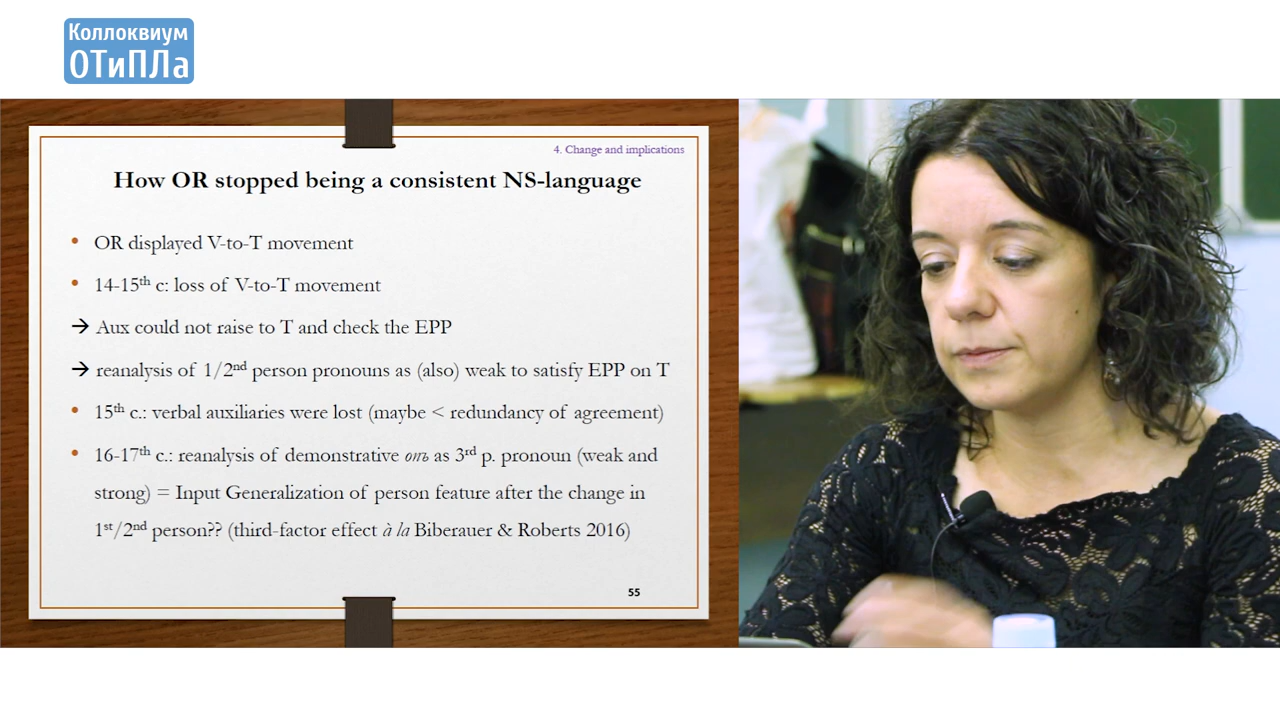 Коллоквиум
ОТиПЛа
4. Change and implications
How OR stopped being a consistent NS-language
• OR displayed V-to-T movement
• 14-15th c: loss of V-to-T movement
→ Aux could not raise to T and check the EPP
→ reanalysis of 1/2nd person pronouns as (also) weak to satisfy EPP on T
• 15th c.: verbal auxiliaries were lost (maybe < redundancy of agreement)
• 16-17th c.: reanalysis of demonstrative онъ as 3rd p. pronoun (weak and
strong) = Input Generalization of person feature after the change in
1st/2nd person?? (third-factor effect à la Biberauer & Roberts 2016)
55